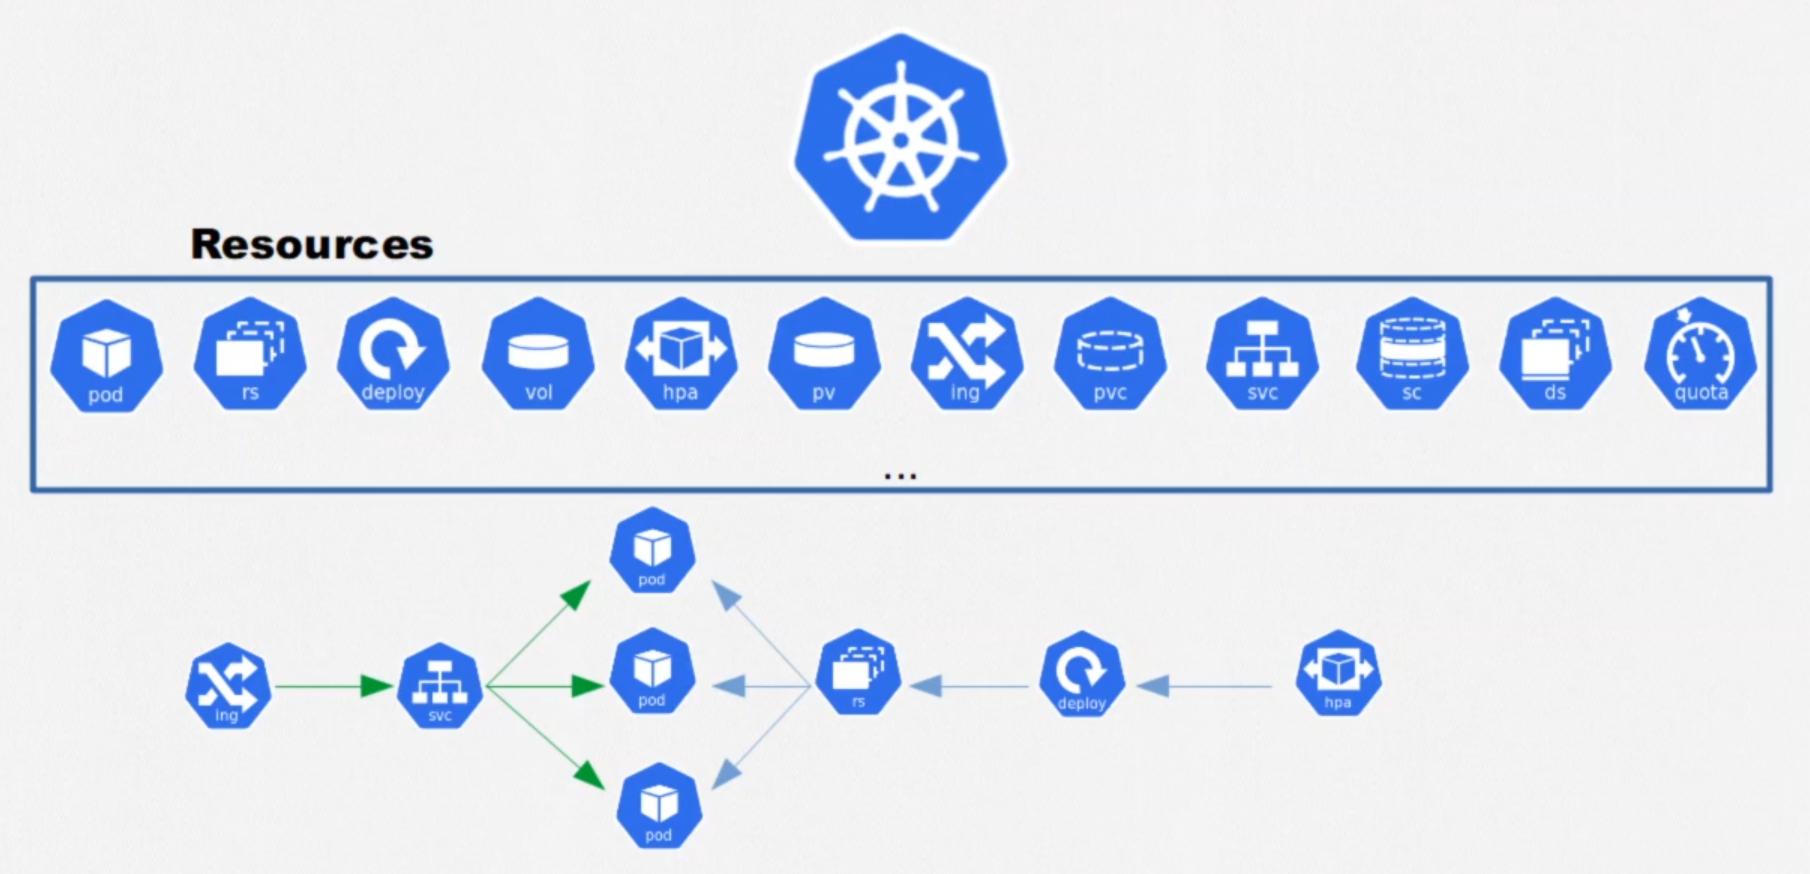 Resources
pod rs deploy vol hpa pv ing pvc svc sc ds quota
...
pod
ing svc pod rs deploy hpa
pod